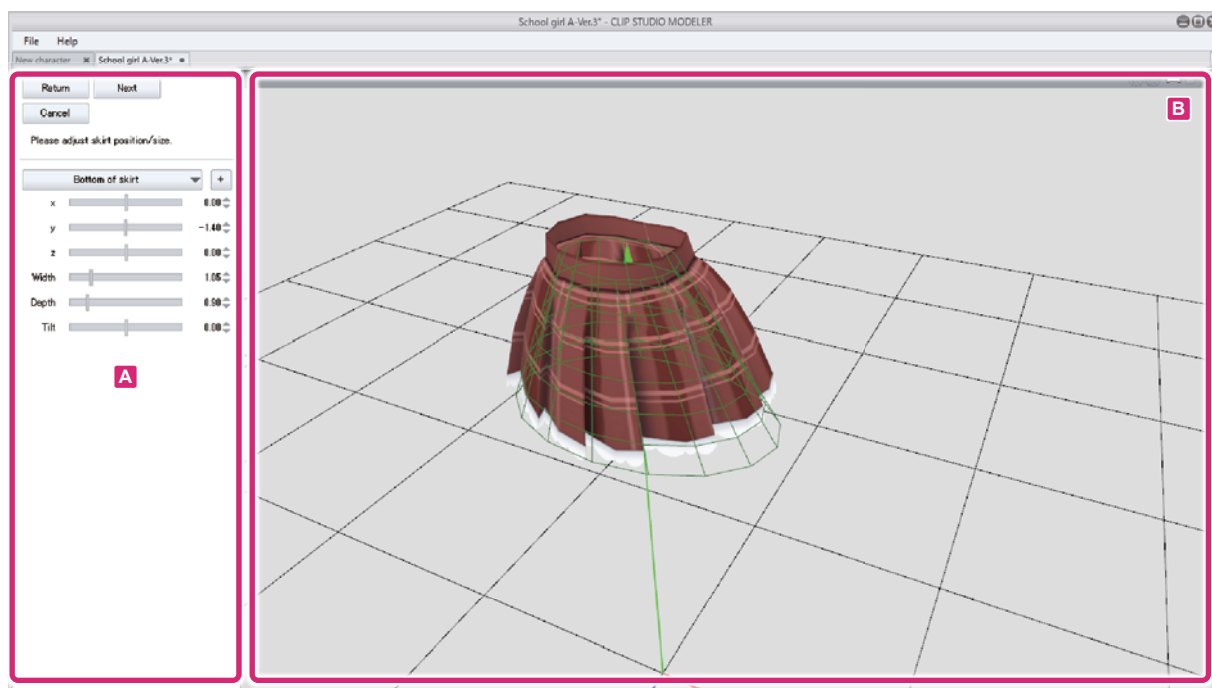 School girl A-Ver.3* - CLIP STUDIO MODELER
File Help
New character School girl A-Ver.3*
Return Next
Cancel
Please adjust skirt position/size.
Bottom of skirt +
x 0.00
y -1.40
z 0.00
Width 1.05
Depth 0.90
Tilt 0.00
A
B